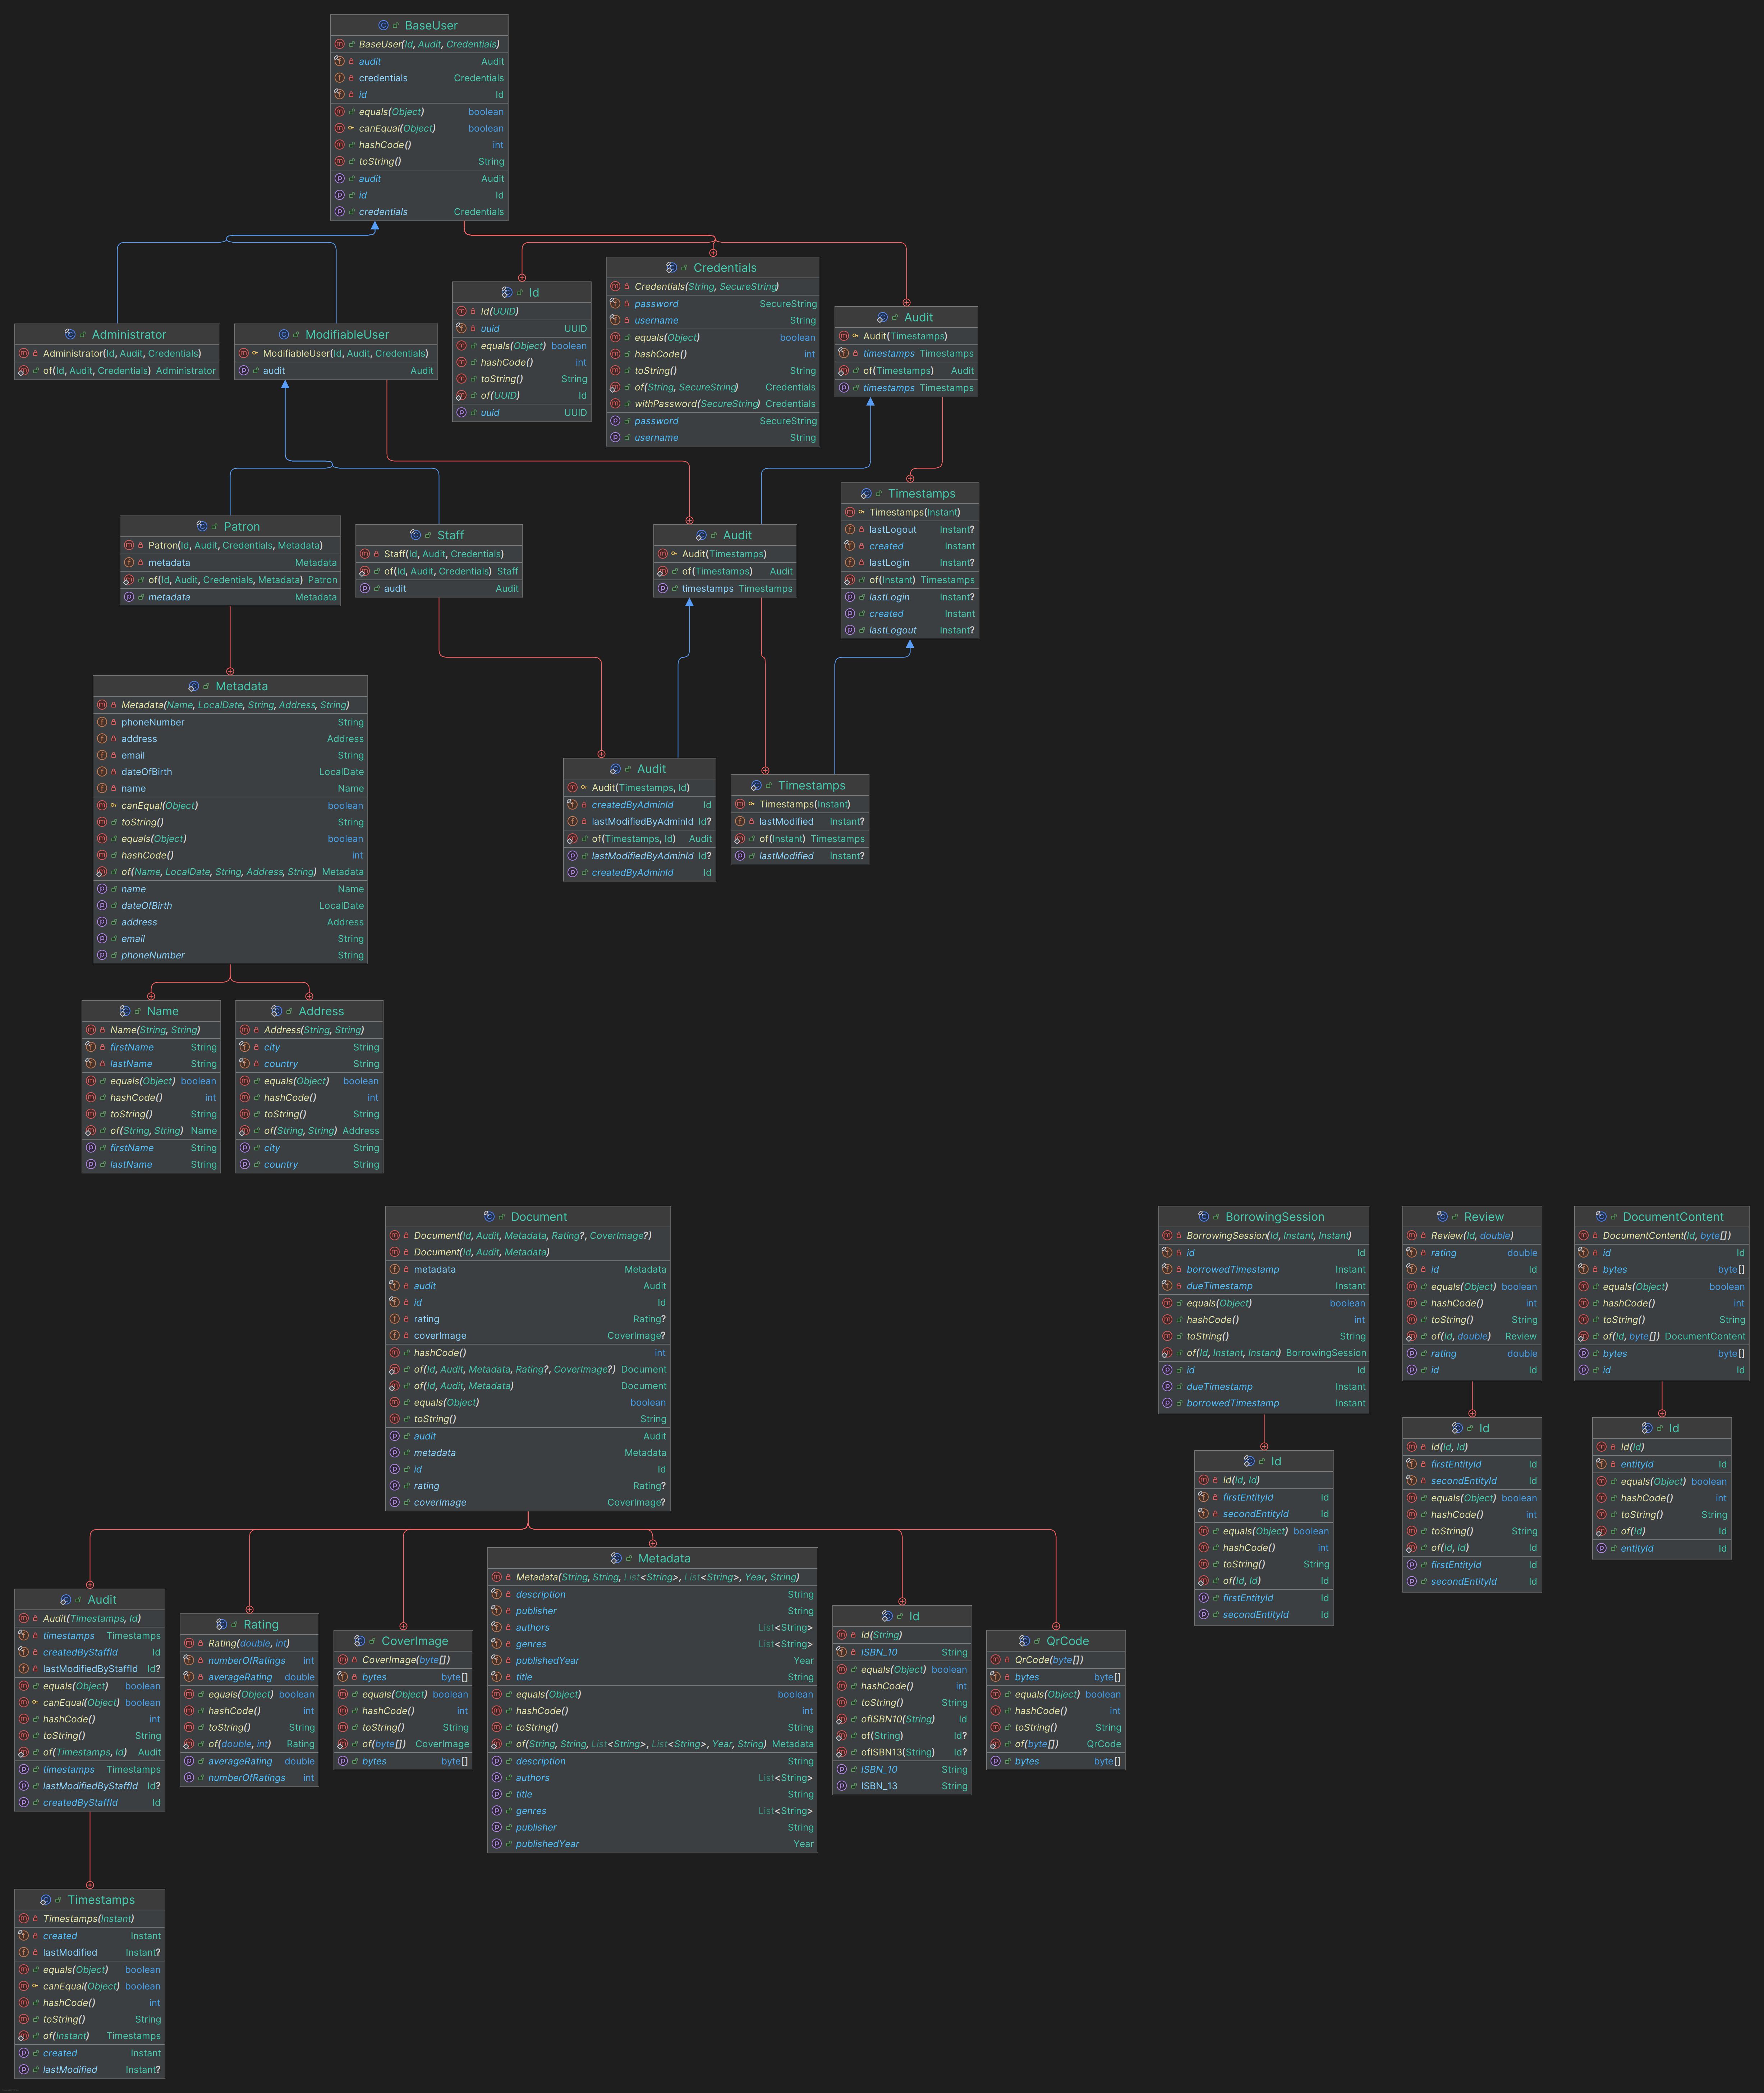 BaseUser
BaseUser(Id, Audit, Credentials)
audit Audit
credentials Credentials
id Id
equals(Object) boolean
canEqual(Object) boolean
hashCode() int
toString() String
audit Audit
id Id
credentials Credentials
Administrator
Administrator(Id, Audit, Credentials)
of(Id, Audit, Credentials) Administrator
ModifiableUser
ModifiableUser(Id, Audit, Credentials)
audit Audit
Id
Id(UUID)
uuid UUID
equals(Object) boolean
hashCode() int
toString() String
of(UUID) Id
uuid UUID
Credentials
Credentials(String, SecureString)
password SecureString
username String
equals(Object) boolean
hashCode() int
toString() String
of(String, SecureString) Credentials
withPassword(SecureString) Credentials
password SecureString
username String
Audit
Audit(Timestamps)
timestamps Timestamps
of(Timestamps) Audit
timestamps Timestamps
Patron
Patron(Id, Audit, Credentials, Metadata)
metadata Metadata
of(Id, Audit, Credentials, Metadata) Patron
metadata Metadata
Staff
Staff(Id, Audit, Credentials)
of(Id, Audit, Credentials) Staff
audit Audit
Audit
Audit(Timestamps)
of(Timestamps) Audit
timestamps Timestamps
Timestamps
Timestamps(Instant)
lastLogout Instant?
created Instant
lastLogin Instant?
of(Instant) Timestamps
lastLogin Instant?
created Instant
lastLogout Instant?
Metadata
Metadata(Name, LocalDate, String, Address, String)
phoneNumber String
address Address
email String
dateOfBirth LocalDate
name Name
canEqual(Object) boolean
toString() String
equals(Object) boolean
hashCode() int
of(Name, LocalDate, String, Address, String) Metadata
name Name
dateOfBirth LocalDate
address Address
email String
phoneNumber String
Audit
Audit(Timestamps, Id)
createdByAdminId Id
lastModifiedByAdminId Id?
of(Timestamps, Id) Audit
lastModifiedByAdminId Id?
createdByAdminId Id
Timestamps
Timestamps(Instant)
lastModified Instant?
of(Instant) Timestamps
lastModified Instant?
Name
Name(String, String)
firstName String
lastName String
equals(Object) boolean
hashCode() int
toString() String
of(String, String) Name
firstName String
lastName String
Address
Address(String, String)
city String
country String
equals(Object) boolean
hashCode() int
toString() String
of(String, String) Address
city String
country String
Document
Document(Id, Audit, Metadata, Rating?, CoverImage?)
Document(Id, Audit, Metadata)
metadata Metadata
audit Audit
id Id
rating Rating?
coverImage CoverImage?
hashCode() int
of(Id, Audit, Metadata, Rating?, CoverImage?) Document
of(Id, Audit, Metadata) Document
equals(Object) boolean
toString() String
audit Audit
metadata Metadata
id Id
rating Rating?
coverImage CoverImage?
BorrowingSession
BorrowingSession(Id, Instant, Instant)
id Id
borrowedTimestamp Instant
dueTimestamp Instant
equals(Object) boolean
hashCode() int
toString() String
of(Id, Instant, Instant) BorrowingSession
id Id
dueTimestamp Instant
borrowedTimestamp Instant
Review
Review(Id, double)
rating double
id Id
equals(Object) boolean
hashCode() int
toString() String
of(Id, double) Review
rating double
id Id
DocumentContent
DocumentContent(Id, byte[])
id Id
bytes byte[]
equals(Object) boolean
hashCode() int
toString() String
of(Id, byte[]) DocumentContent
bytes byte[]
id Id
Id
Id(Id, Id)
firstEntityId Id
secondEntityId Id
equals(Object) boolean
hashCode() int
toString() String
of(Id, Id) Id
firstEntityId Id
secondEntityId Id
Id
Id(Id, Id)
firstEntityId Id
secondEntityId Id
equals(Object) boolean
hashCode() int
toString() String
of(Id, Id) Id
firstEntityId Id
secondEntityId Id
Id
Id(Id)
entityId Id
equals(Object) boolean
hashCode() int
toString() String
of(Id) Id
entityId Id
Audit
Audit(Timestamps, Id)
timestamps Timestamps
createdByStaffId Id
lastModifiedByStaffId Id?
equals(Object) boolean
canEqual(Object) boolean
hashCode() int
toString() String
of(Timestamps, Id) Audit
timestamps Timestamps
lastModifiedByStaffId Id?
createdByStaffId Id
Rating
Rating(double, int)
numberOfRatings int
averageRating double
equals(Object) boolean
hashCode() int
toString() String
of(double, int) Rating
averageRating double
numberOfRatings int
CoverImage
CoverImage(byte[])
bytes byte[]
equals(Object) boolean
hashCode() int
toString() String
of(byte[]) CoverImage
bytes byte[]
Metadata
Metadata(String, String, List<String>, List<String>, Year, String)
description String
publisher String
authors List<String>
genres List<String>
publishedYear Year
title String
equals(Object) boolean
hashCode() int
toString() String
of(String, String, List<String>, List<String>, Year, String) Metadata
description String
authors List<String>
title String
genres List<String>
publisher String
publishedYear Year
Id
Id(String)
ISBN_10 String
equals(Object) boolean
hashCode() int
toString() String
ofISBN10(String) Id
of(String) Id?
ofISBN13(String) Id?
ISBN_10 String
ISBN_13 String
QrCode
QrCode(byte[])
bytes byte[]
equals(Object) boolean
hashCode() int
toString() String
of(byte[]) QrCode
bytes byte[]
Timestamps
Timestamps(Instant)
created Instant
lastModified Instant?
equals(Object) boolean
canEqual(Object) boolean
hashCode() int
toString() String
of(Instant) Timestamps
created Instant
lastModified Instant?